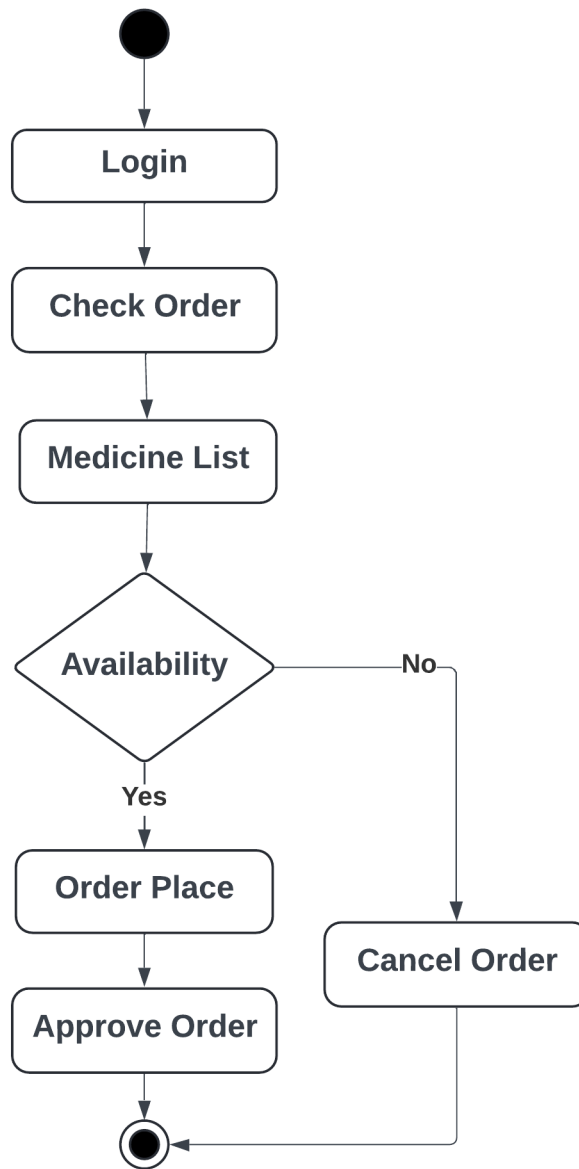 Login
Check Order
Medicine List
Availability
No
Yes
Order Place
Cancel Order
Approve Order